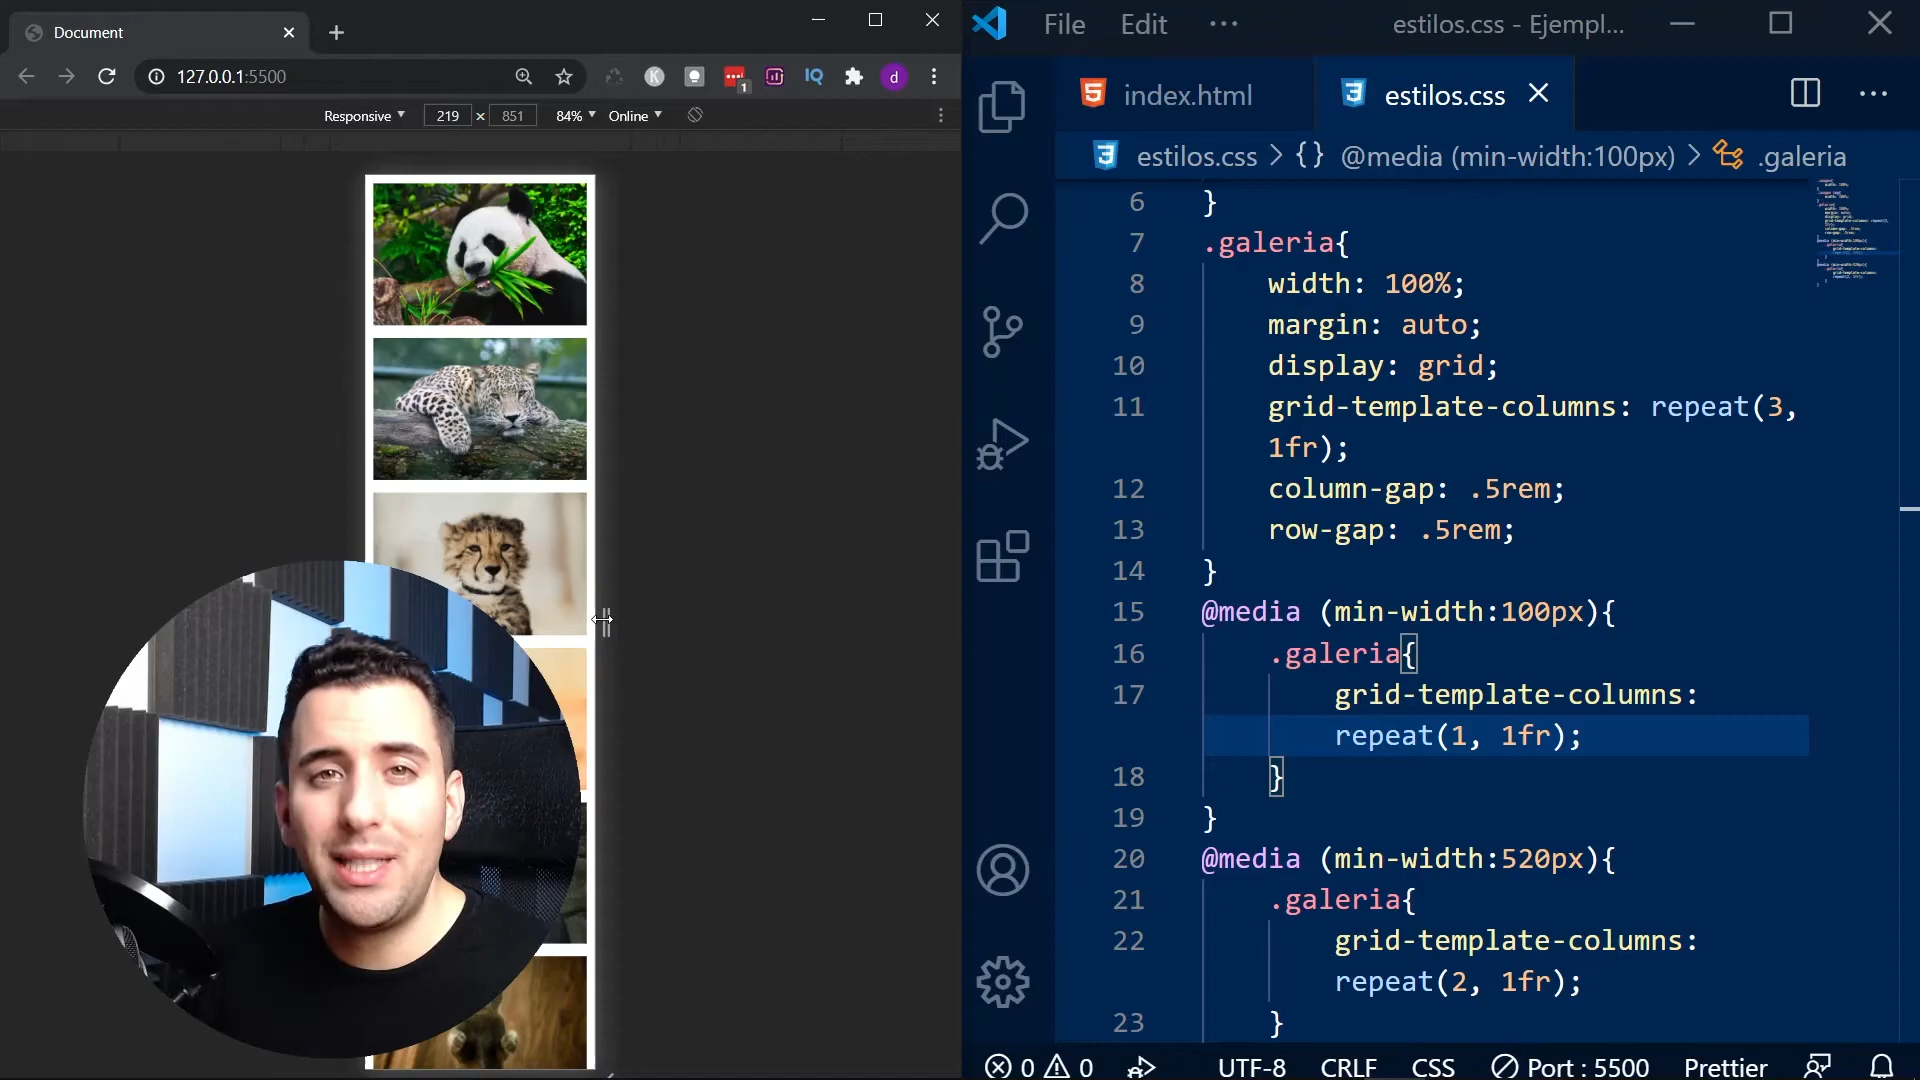 Document
127.0.0.1:5500
K
1
IQ
d
Responsive
219 × 851
84%
Online
File Edit ···
estilos.css - Ejempl...
index.html
estilos.css
estilos.css > {} @media (min-width:100px) > .galeria
6 }
7 .galeria{
8 width: 100%;
9 margin: auto;
10 display: grid;
11 grid-template-columns: repeat(3,
1fr);
12 column-gap: .5rem;
13 row-gap: .5rem;
14 }
15 @media (min-width:100px){
16 .galeria{
17 grid-template-columns:
repeat(1, 1fr);
18 }
19 }
20 @media (min-width:520px){
21 .galeria{
22 grid-template-columns:
repeat(2, 1fr);
23 }
0 0 UTF-8 CRLF CSS Port : 5500 Prettier